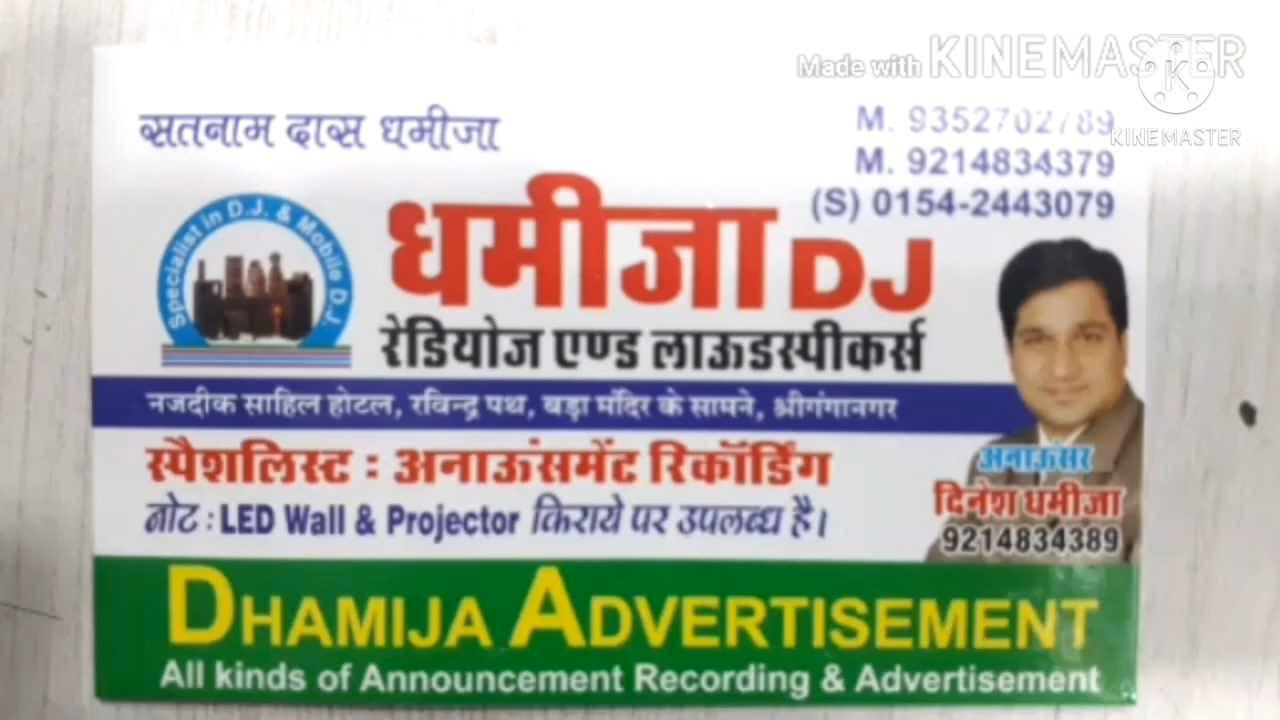 Made with KINEMASTER
KINEMASTER
सतनाम दास धमीजा
M. 9352702789
M. 9214834379
(S) 0154-2443079
Specialist in D.J. & Mobile D.J.
धमीजा DJ
रेडियोज एण्ड लाऊडस्पीकर्स
नजदीक साहिल होटल, रविन्द्र पथ, बड़ा मंदिर के सामने, श्रीगंगानगर
स्पैशलिस्ट : अनाऊंसमेंट रिकॉर्डिंग
नोट : LED Wall & Projector किराये पर उपलब्ध है।
अनाऊंसर
दिनेश धमीजा
9214834389
DHAMIJA ADVERTISEMENT
All kinds of Announcement Recording & Advertisement